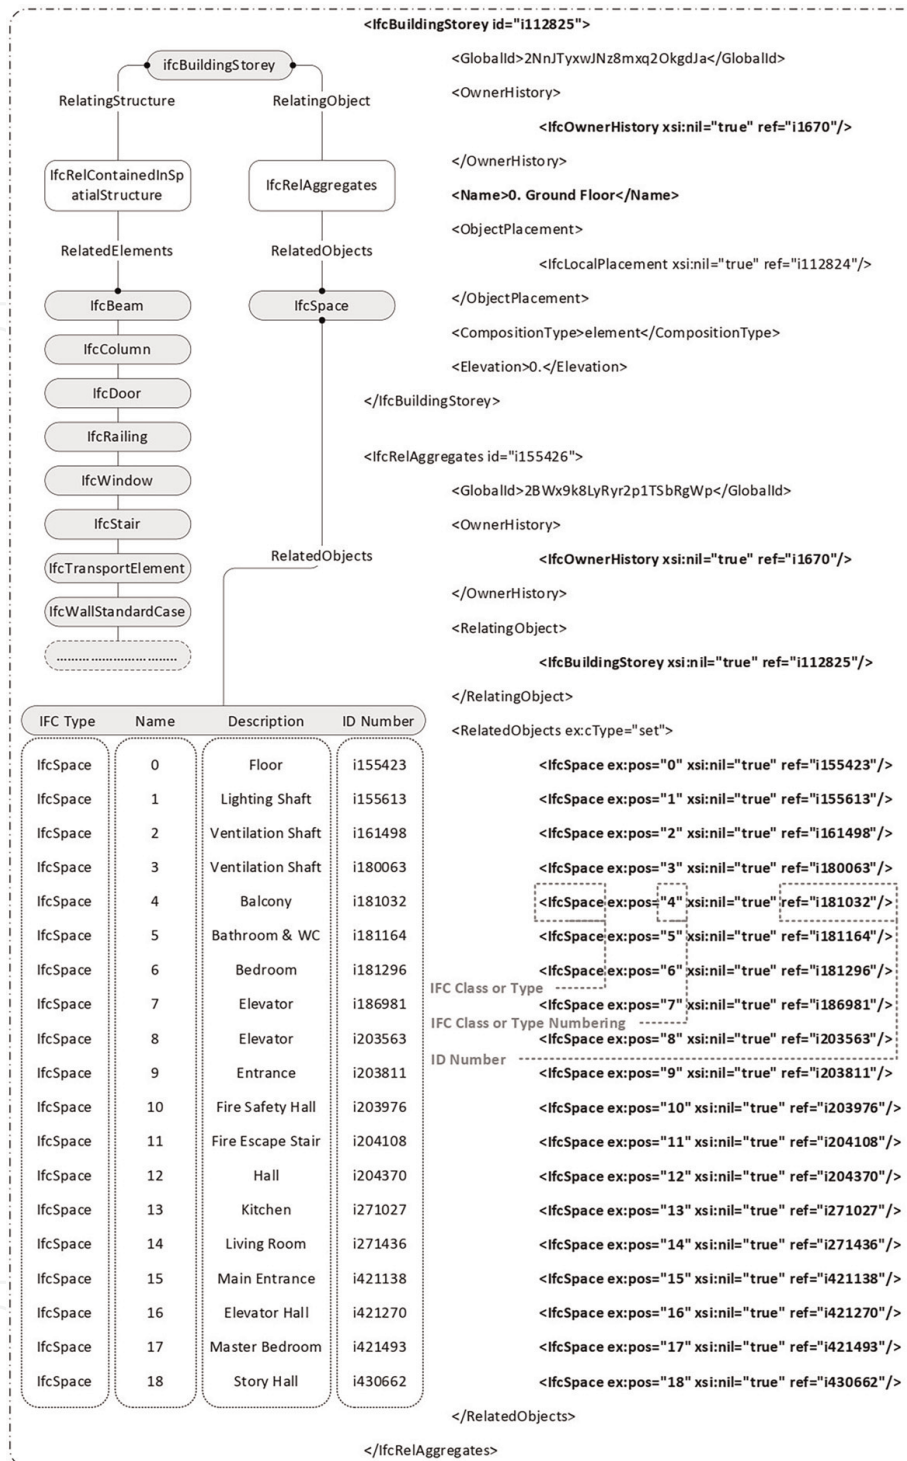 ifcBuildingStorey
RelatingStructure
RelatingObject
IfcRelContainedInSp
atialStructure
IfcRelAggregates
RelatedElements
RelatedObjects
IfcBeam
IfcSpace
IfcColumn
IfcDoor
IfcRailing
IfcWindow
IfcStair
IfcTransportElement
IfcWallStandardCase
..................................
RelatedObjects
IFC Type Name Description ID Number
IfcSpace 0 Floor i155423
IfcSpace 1 Lighting Shaft i155613
IfcSpace 2 Ventilation Shaft i161498
IfcSpace 3 Ventilation Shaft i180063
IfcSpace 4 Balcony i181032
IfcSpace 5 Bathroom & WC i181164
IfcSpace 6 Bedroom i181296
IfcSpace 7 Elevator i186981
IfcSpace 8 Elevator i203563
IfcSpace 9 Entrance i203811
IfcSpace 10 Fire Safety Hall i203976
IfcSpace 11 Fire Escape Stair i204108
IfcSpace 12 Hall i204370
IfcSpace 13 Kitchen i271027
IfcSpace 14 Living Room i271436
IfcSpace 15 Main Entrance i421138
IfcSpace 16 Elevator Hall i421270
IfcSpace 17 Master Bedroom i421493
IfcSpace 18 Story Hall i430662
<IfcBuildingStorey id="i112825">
<GlobalId>2NnJTyxwJNz8mxq2OkgdJa</GlobalId>
<OwnerHistory>
<IfcOwnerHistory xsi:nil="true" ref="i1670"/>
</OwnerHistory>
<Name>0. Ground Floor</Name>
<ObjectPlacement>
<IfcLocalPlacement xsi:nil="true" ref="i112824"/>
</ObjectPlacement>
<CompositionType>element</CompositionType>
<Elevation>0.</Elevation>
</IfcBuildingStorey>
<IfcRelAggregates id="i155426">
<GlobalId>2BWx9k8LyRyr2p1TSbRgWp</GlobalId>
<OwnerHistory>
<IfcOwnerHistory xsi:nil="true" ref="i1670"/>
</OwnerHistory>
<RelatingObject>
<IfcBuildingStorey xsi:nil="true" ref="i112825"/>
</RelatingObject>
<RelatedObjects ex:cType="set">
<IfcSpace ex:pos="0" xsi:nil="true" ref="i155423"/>
<IfcSpace ex:pos="1" xsi:nil="true" ref="i155613"/>
<IfcSpace ex:pos="2" xsi:nil="true" ref="i161498"/>
<IfcSpace ex:pos="3" xsi:nil="true" ref="i180063"/>
<IfcSpace ex:pos="4" xsi:nil="true" ref="i181032"/>
<IfcSpace ex:pos="5" xsi:nil="true" ref="i181164"/>
<IfcSpace ex:pos="6" xsi:nil="true" ref="i181296"/>
IFC Class or Type
<IfcSpace ex:pos="7" xsi:nil="true" ref="i186981"/>
IFC Class or Type Numbering
<IfcSpace ex:pos="8" xsi:nil="true" ref="i203563"/>
ID Number
<IfcSpace ex:pos="9" xsi:nil="true" ref="i203811"/>
<IfcSpace ex:pos="10" xsi:nil="true" ref="i203976"/>
<IfcSpace ex:pos="11" xsi:nil="true" ref="i204108"/>
<IfcSpace ex:pos="12" xsi:nil="true" ref="i204370"/>
<IfcSpace ex:pos="13" xsi:nil="true" ref="i271027"/>
<IfcSpace ex:pos="14" xsi:nil="true" ref="i271436"/>
<IfcSpace ex:pos="15" xsi:nil="true" ref="i421138"/>
<IfcSpace ex:pos="16" xsi:nil="true" ref="i421270"/>
<IfcSpace ex:pos="17" xsi:nil="true" ref="i421493"/>
<IfcSpace ex:pos="18" xsi:nil="true" ref="i430662"/>
</RelatedObjects>
</IfcRelAggregates>